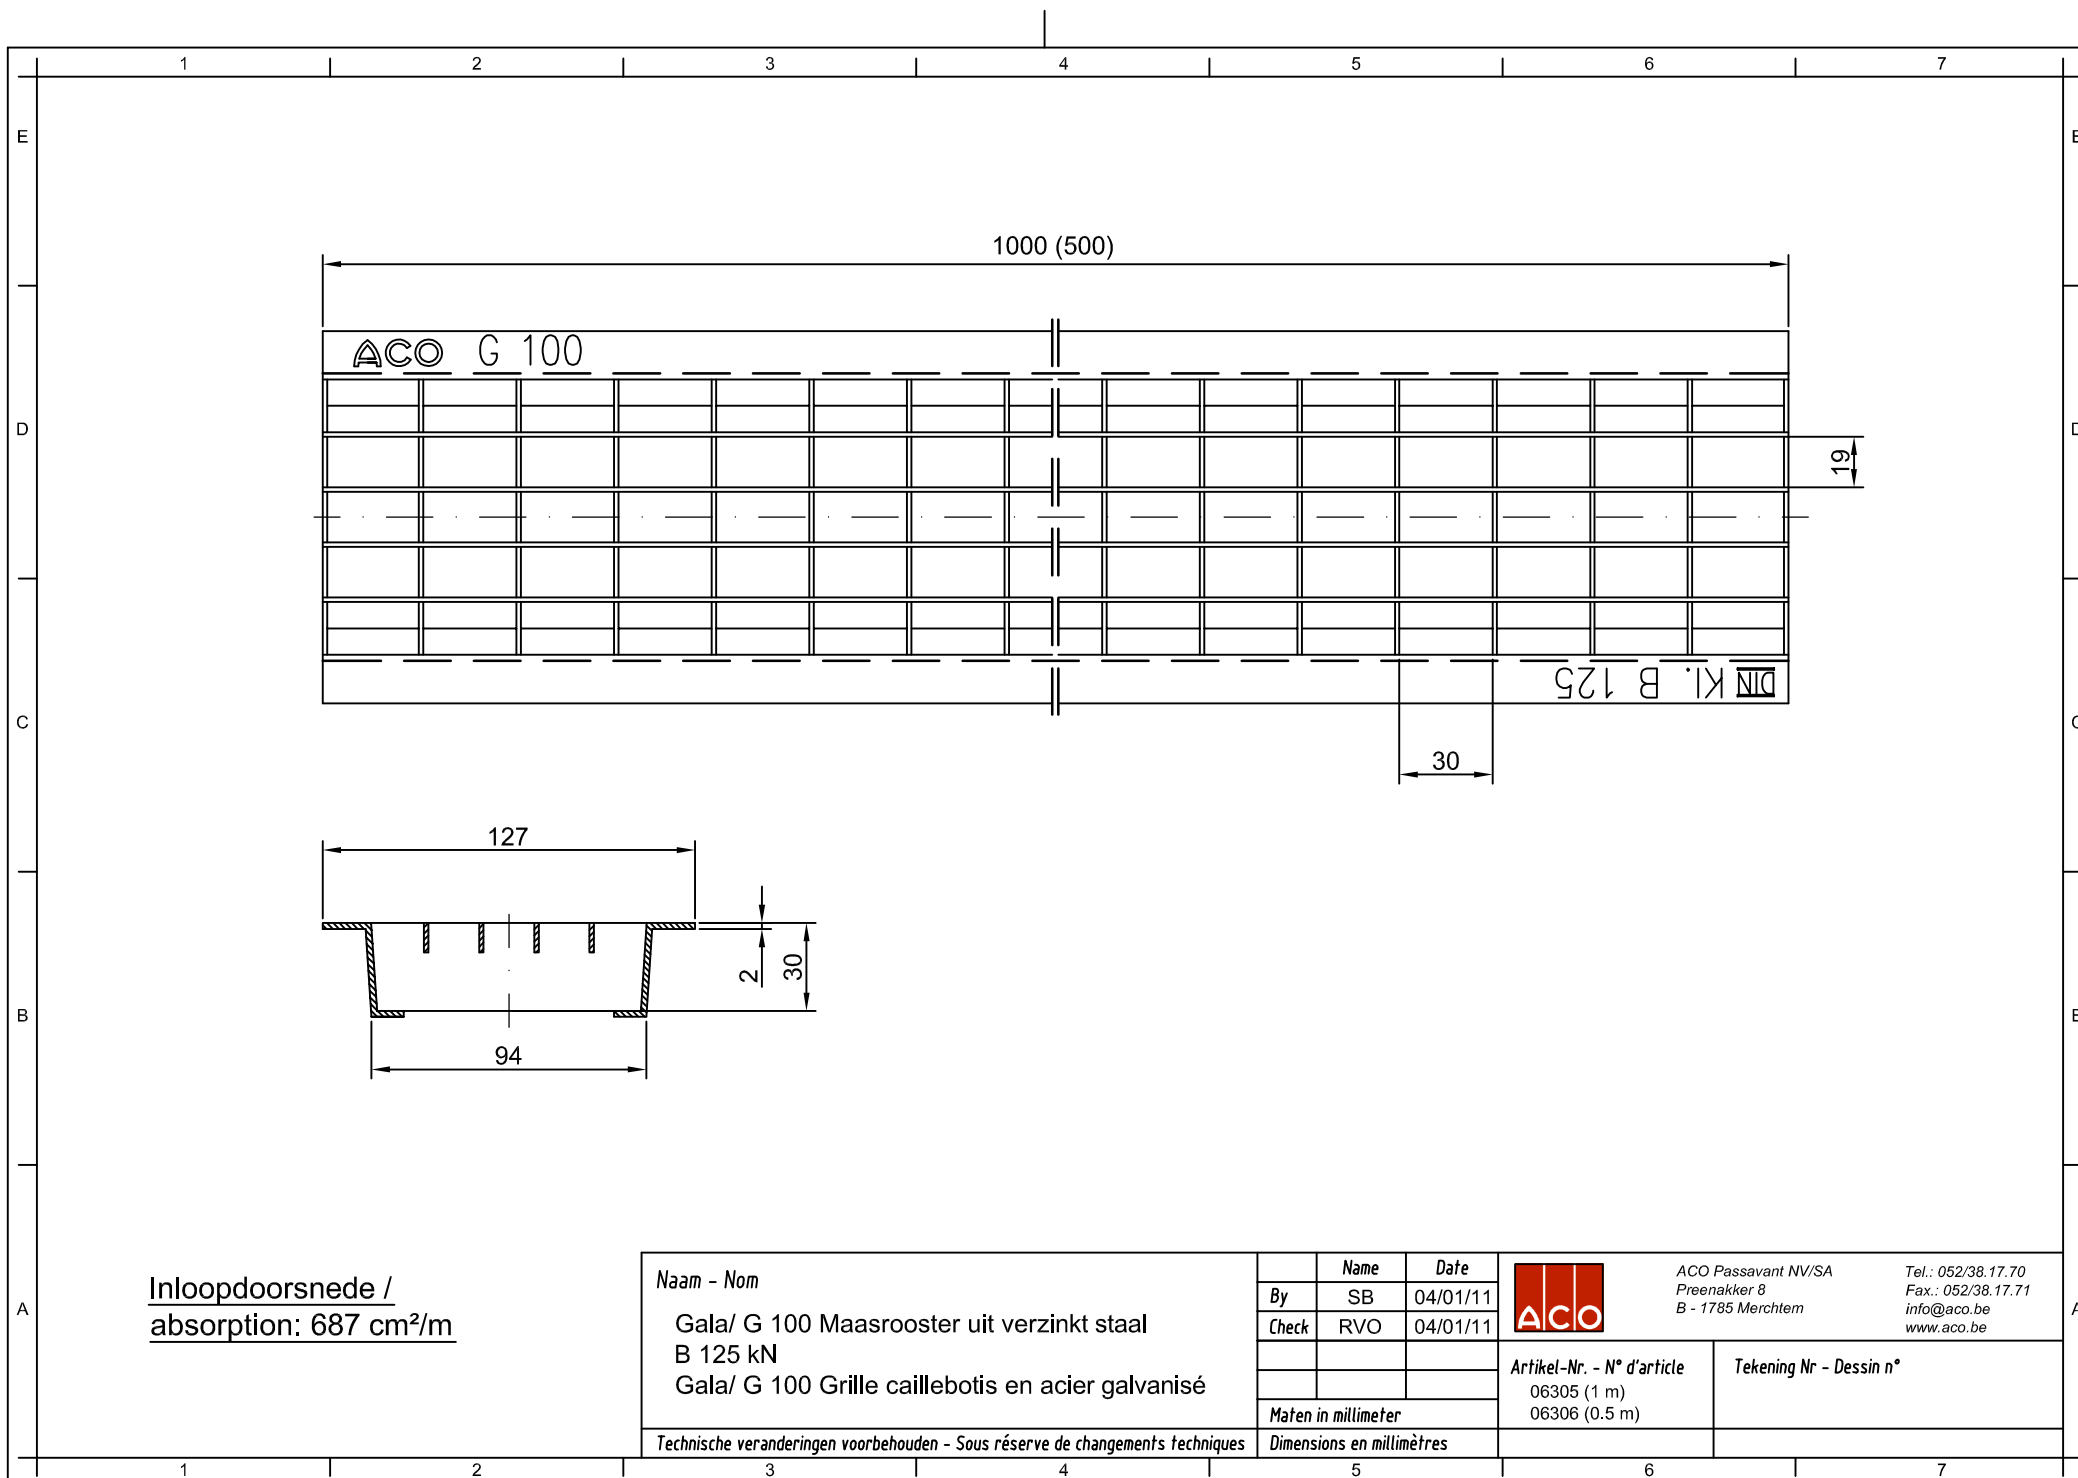 1 2 3 4 5 6 7
E
E
1000 (500)
ACO G 100
D
D
19
DIN Kl. B 125
C
C
30
127
2
30
B
B
94
Inloopdoorsnede /
absorption: 687 cm²/m
A
A
Naam - Nom
Gala/ G 100 Maasrooster uit verzinkt staal
B 125 kN
Gala/ G 100 Grille caillebotis en acier galvanisé
Technische veranderingen voorbehouden - Sous réserve de changements techniques
Name Date
By SB 04/01/11
Check RVO 04/01/11
Maten in millimeter
Dimensions en millimètres
ACO
ACO Passavant NV/SA
Preenakker 8
B - 1785 Merchtem
Tel.: 052/38.17.70
Fax.: 052/38.17.71
info@aco.be
www.aco.be
Artikel-Nr. - N° d'article
06305 (1 m)
06306 (0.5 m)
Tekening Nr - Dessin n°
1 2 3 4 5 6 7